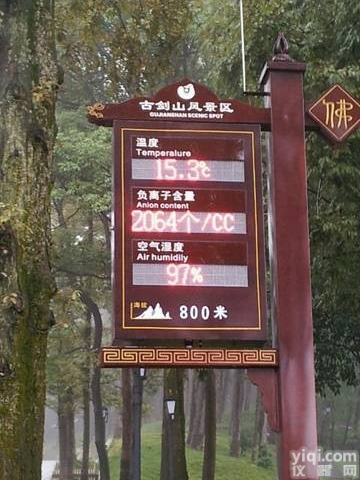 古剑山风景区
GUJIANSHAN SCENIC SPOT
佛
温度
Temperature
15.3℃
负离子含量
Anion content
2064个/CC
空气湿度
Air humidily
97%
海拔
800米
yiqi.com
仪器网